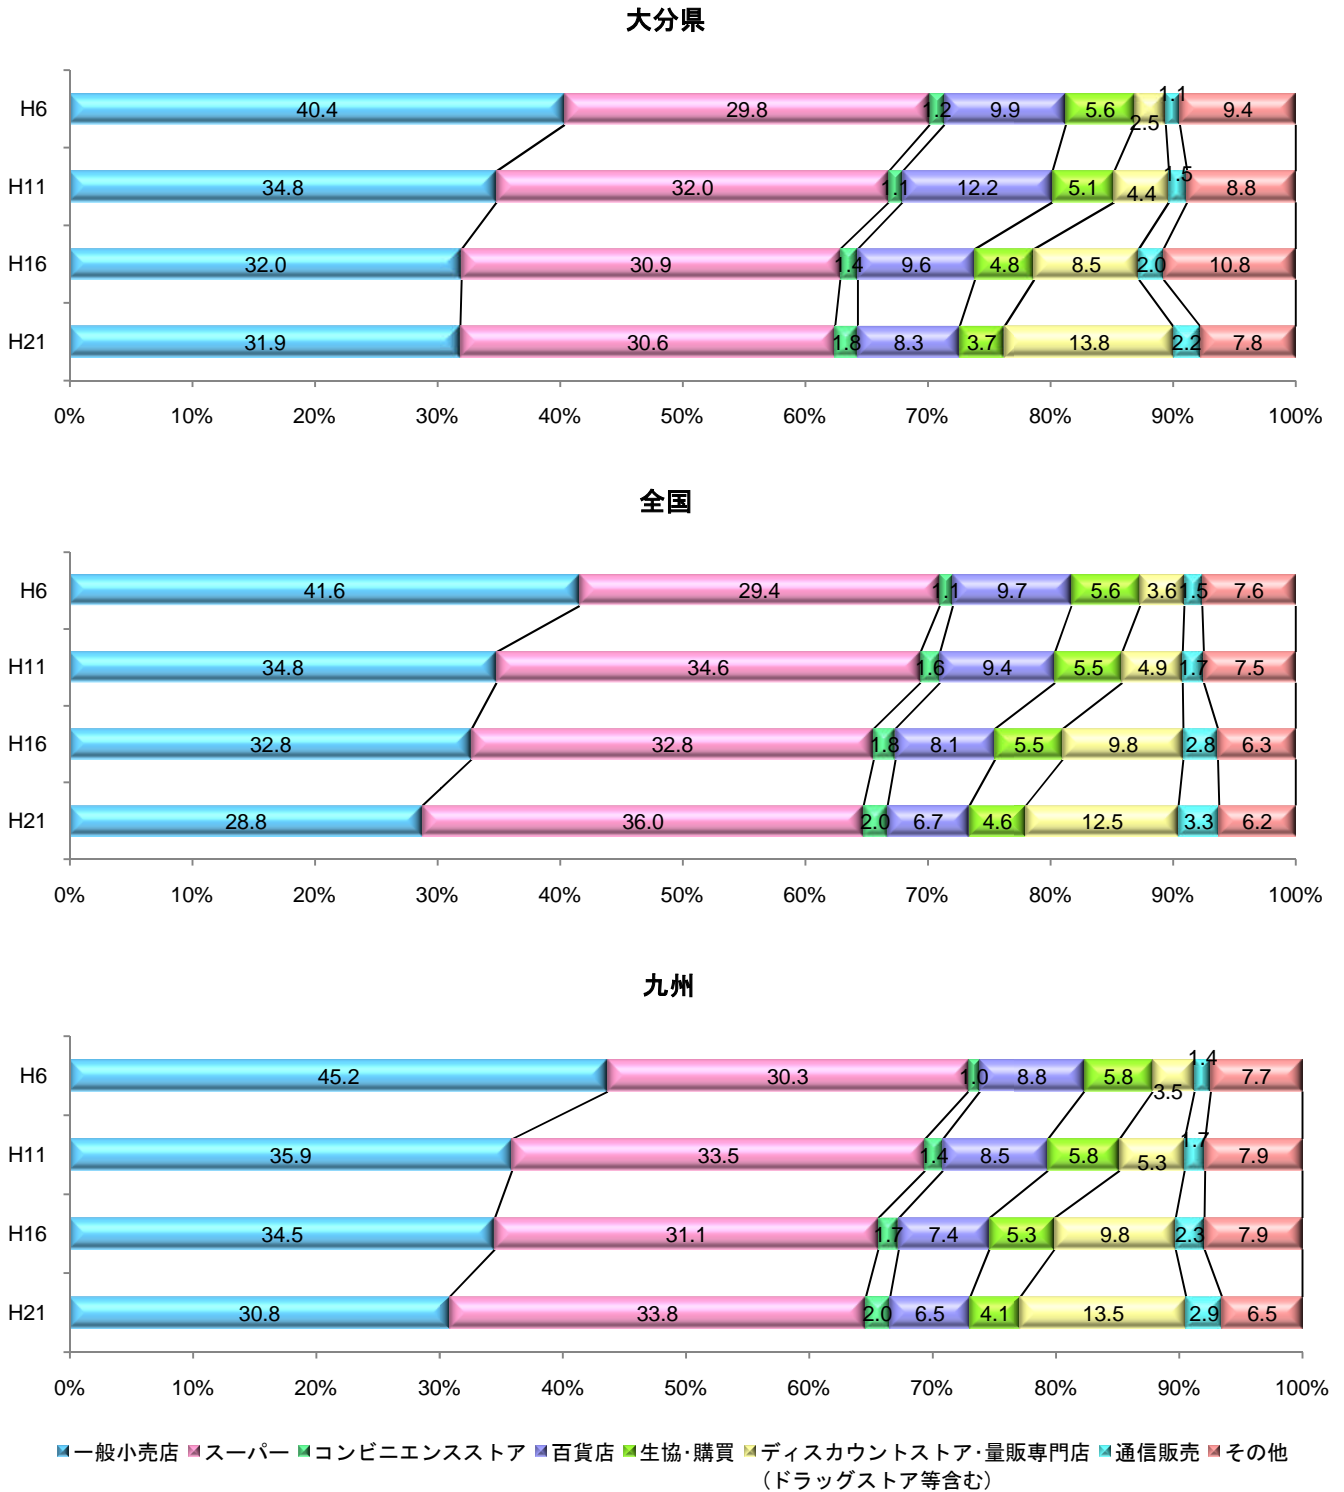 大分県
H6 40.4 29.8 1.2 9.9 5.6 2.5 1.1 9.4
H11 34.8 32.0 1.1 12.2 5.1 4.4 1.5 8.8
H16 32.0 30.9 1.4 9.6 4.8 8.5 2.0 10.8
H21 31.9 30.6 1.8 8.3 3.7 13.8 2.2 7.8
0% 10% 20% 30% 40% 50% 60% 70% 80% 90% 100%
全国
H6 41.6 29.4 1.1 9.7 5.6 3.6 1.5 7.6
H11 34.8 34.6 1.6 9.4 5.5 4.9 1.7 7.5
H16 32.8 32.8 1.8 8.1 5.5 9.8 2.8 6.3
H21 28.8 36.0 2.0 6.7 4.6 12.5 3.3 6.2
0% 10% 20% 30% 40% 50% 60% 70% 80% 90% 100%
九州
H6 45.2 30.3 1.0 8.8 5.8 3.5 1.4 7.7
H11 35.9 33.5 1.4 8.5 5.8 5.3 1.7 7.9
H16 34.5 31.1 1.7 7.4 5.3 9.8 2.3 7.9
H21 30.8 33.8 2.0 6.5 4.1 13.5 2.9 6.5
0% 10% 20% 30% 40% 50% 60% 70% 80% 90% 100%
一般小売店 スーパー コンビニエンスストア 百貨店 生協･購買 ディスカウントストア･量販専門店 通信販売 その他
（ドラッグストア等含む）